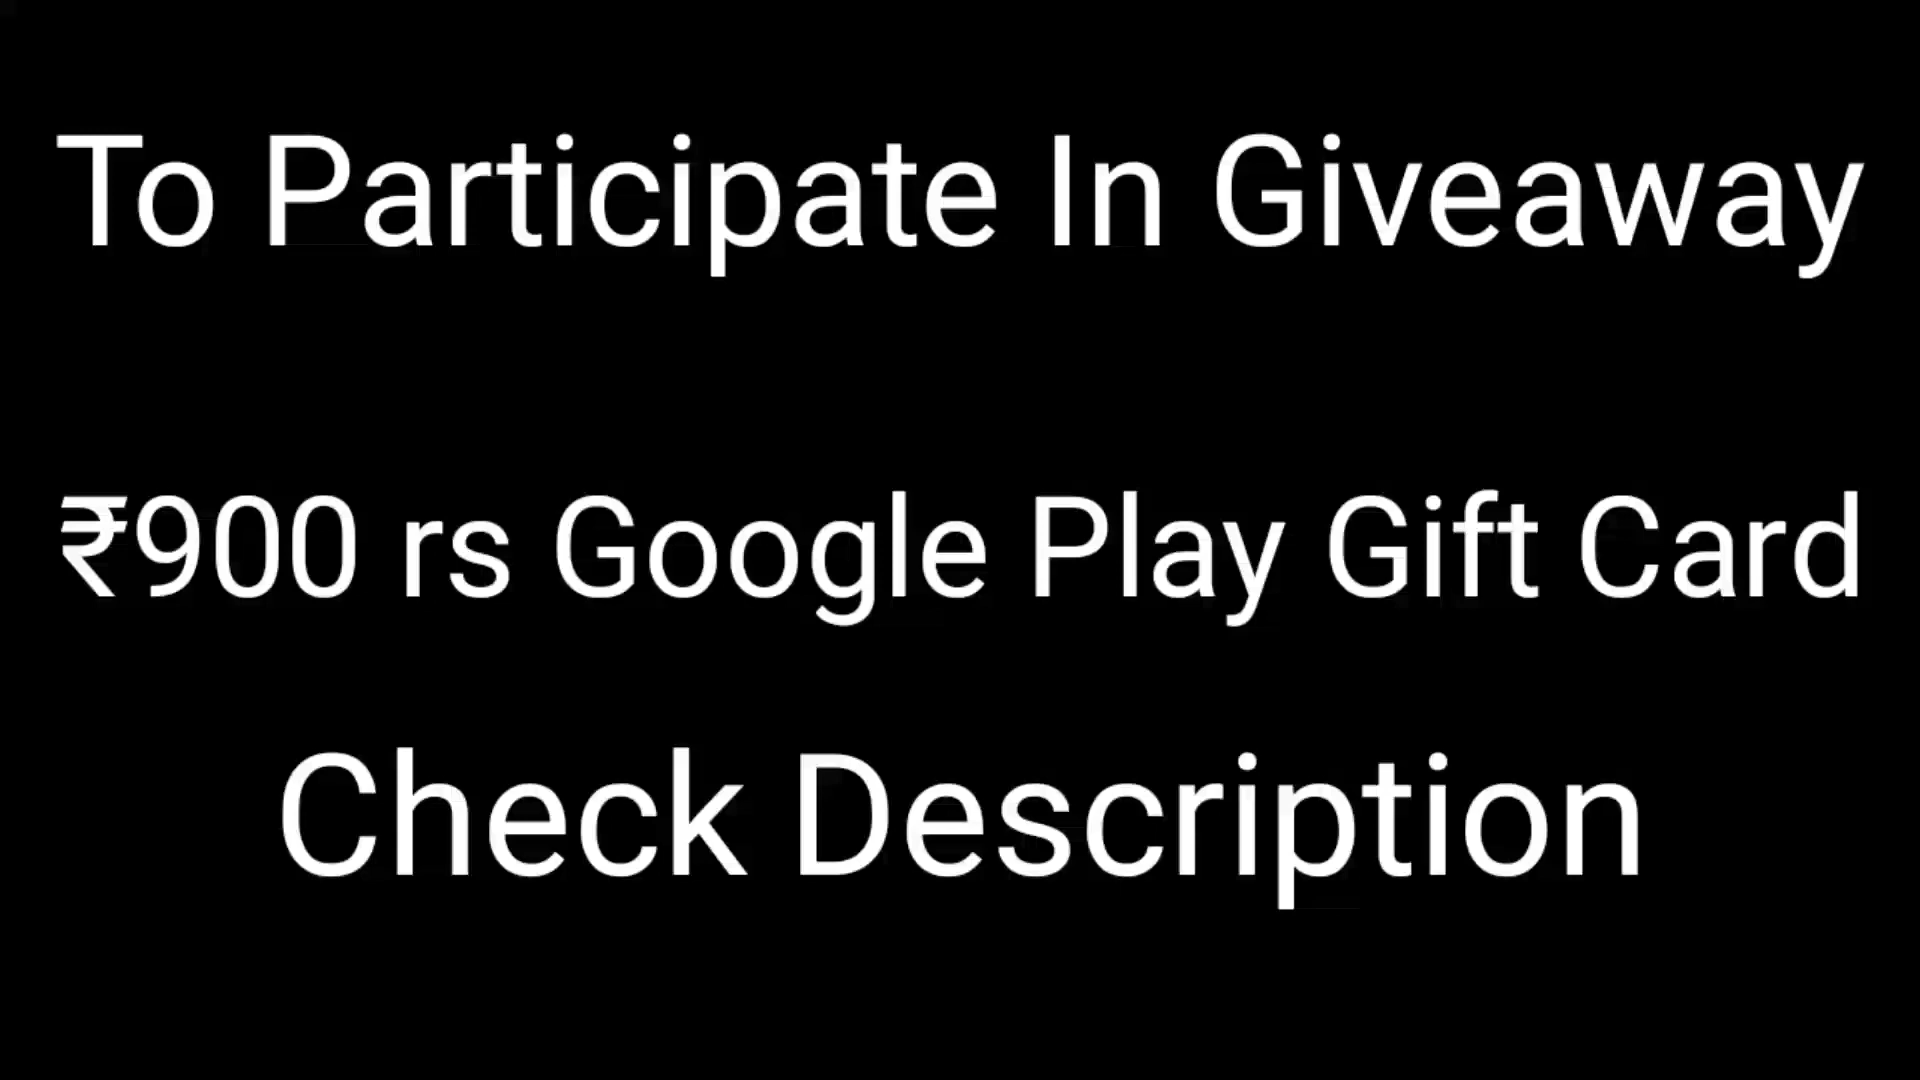 To Participate In Giveaway
₹900 rs Google Play Gift Card
Check Description